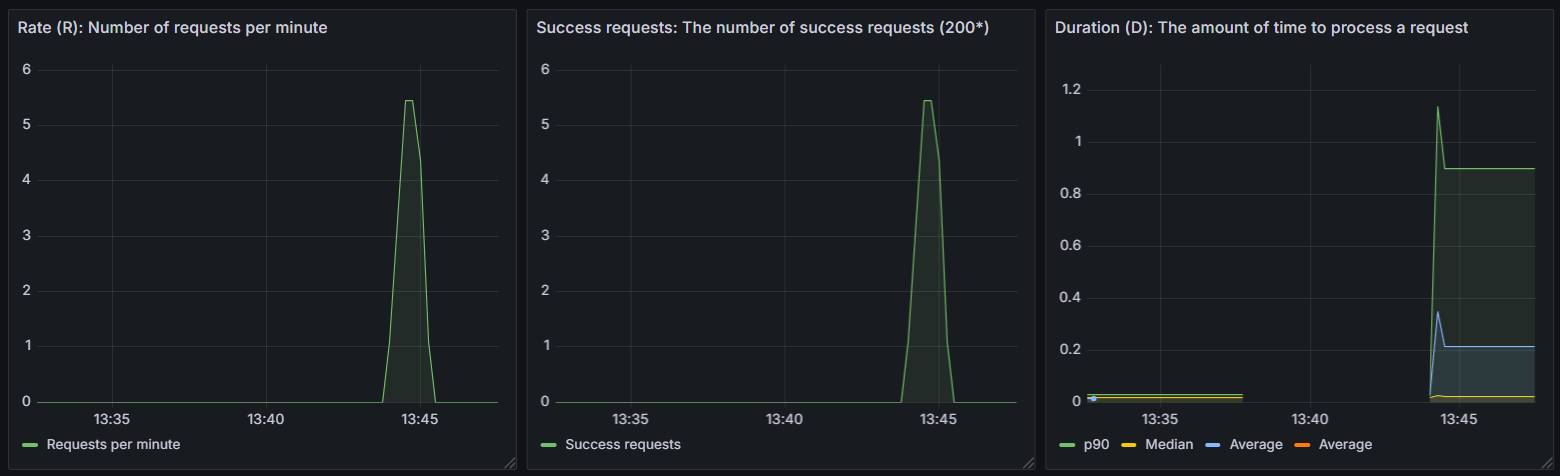 Rate (R): Number of requests per minute
6
5
4
3
2
1
0
13:35 13:40 13:45
Requests per minute
Success requests: The number of success requests (200*)
6
5
4
3
2
1
0
13:35 13:40 13:45
Success requests
Duration (D): The amount of time to process a request
1.2
1
0.8
0.6
0.4
0.2
0
13:35 13:40 13:45
p90 Median Average Average